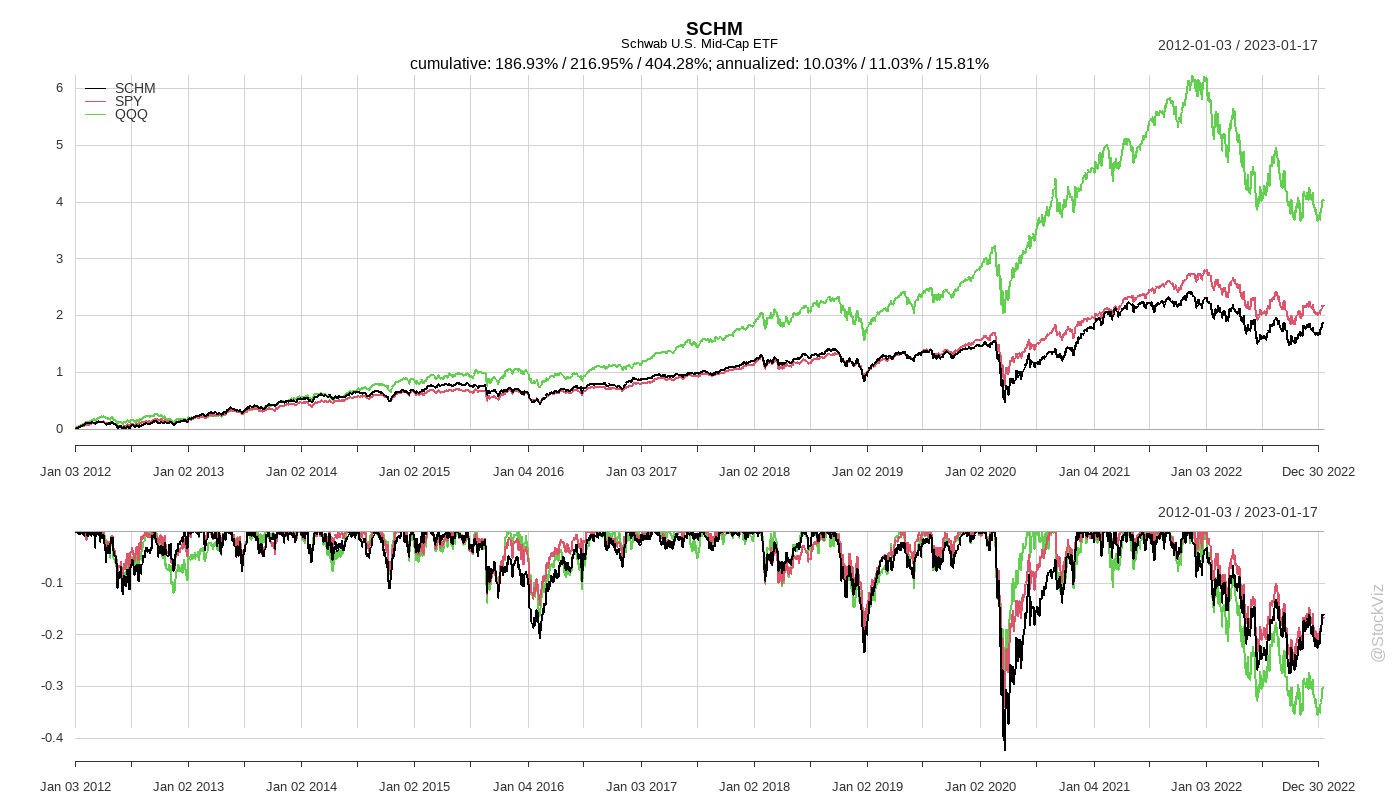 SCHM
Schwab U.S. Mid-Cap ETF
2012-01-03 / 2023-01-17
cumulative: 186.93% / 216.95% / 404.28%; annualized: 10.03% / 11.03% / 15.81%
SCHM
SPY
QQQ
6
5
4
3
2
1
0
Jan 03 2012 Jan 02 2013 Jan 02 2014 Jan 02 2015 Jan 04 2016 Jan 03 2017 Jan 02 2018 Jan 02 2019 Jan 02 2020 Jan 04 2021 Jan 03 2022 Dec 30 2022
2012-01-03 / 2023-01-17
-0.1
-0.2
-0.3
-0.4
Jan 03 2012 Jan 02 2013 Jan 02 2014 Jan 02 2015 Jan 04 2016 Jan 03 2017 Jan 02 2018 Jan 02 2019 Jan 02 2020 Jan 04 2021 Jan 03 2022 Dec 30 2022
@StockViz